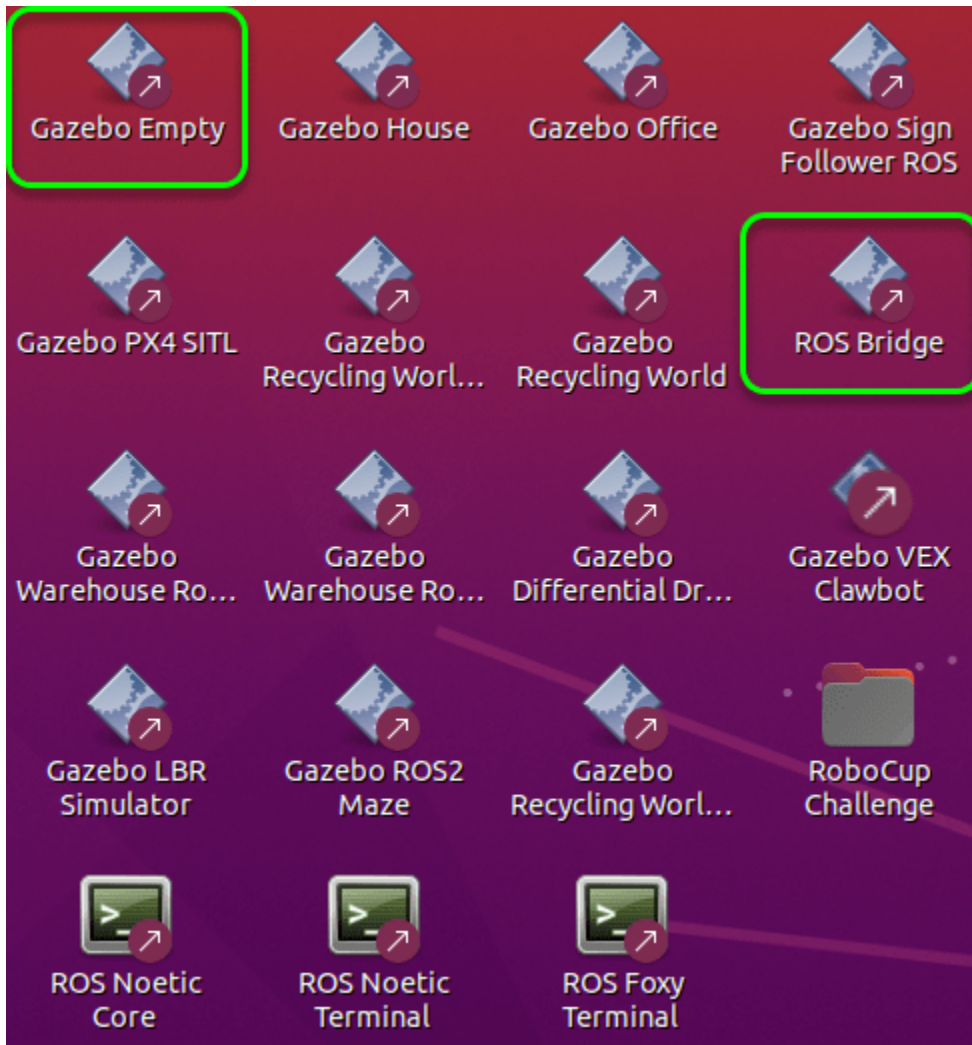 Gazebo Empty
Gazebo House
Gazebo Office
Gazebo Sign
Follower ROS
Gazebo PX4 SITL
Gazebo
Recycling Worl...
Gazebo
Recycling World
ROS Bridge
Gazebo
Warehouse Ro...
Gazebo
Warehouse Ro...
Gazebo
Differential Dr...
Gazebo VEX
Clawbot
Gazebo LBR
Simulator
Gazebo ROS2
Maze
Gazebo
Recycling Worl...
RoboCup
Challenge
>_
ROS Noetic
Core
>_
ROS Noetic
Terminal
>_
ROS Foxy
Terminal